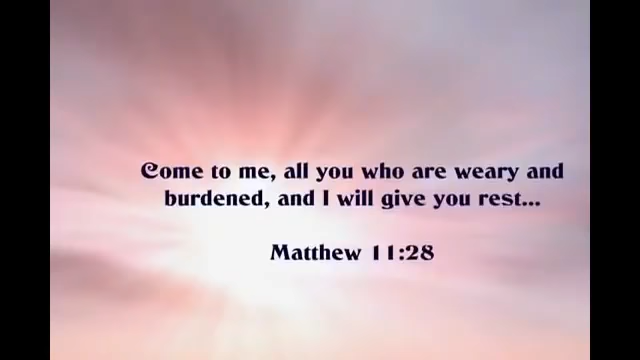 Come to me, all you who are weary and
burdened, and I will give you rest...
Matthew 11:28